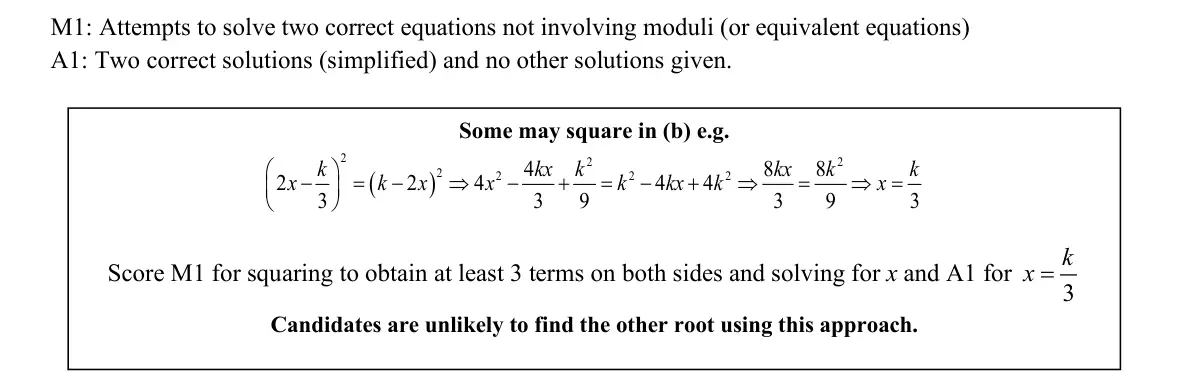 M1: Attempts to solve two correct equations not involving moduli (or equivalent equations)
A1: Two correct solutions (simplified) and no other solutions given.
Some may square in (b) e.g.
(2x − k/3)² = (k − 2x)² ⇒ 4x² − 4kx/3 + k²/9 = k² − 4kx + 4k² ⇒ 8kx/3 = 8k²/9 ⇒ x = k/3
Score M1 for squaring to obtain at least 3 terms on both sides and solving for x and A1 for x = k/3
Candidates are unlikely to find the other root using this approach.